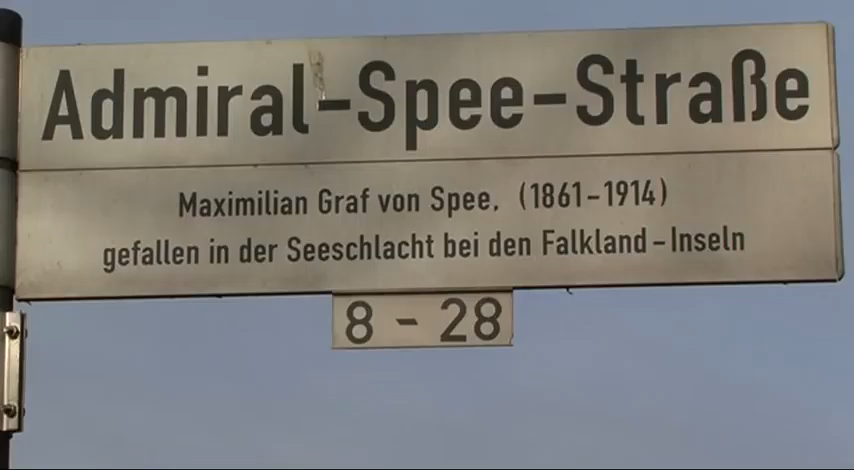 Admiral-Spee-Straße
Maximilian Graf von Spee, (1861-1914)
gefallen in der Seeschlacht bei den Falkland-Inseln
8 - 28